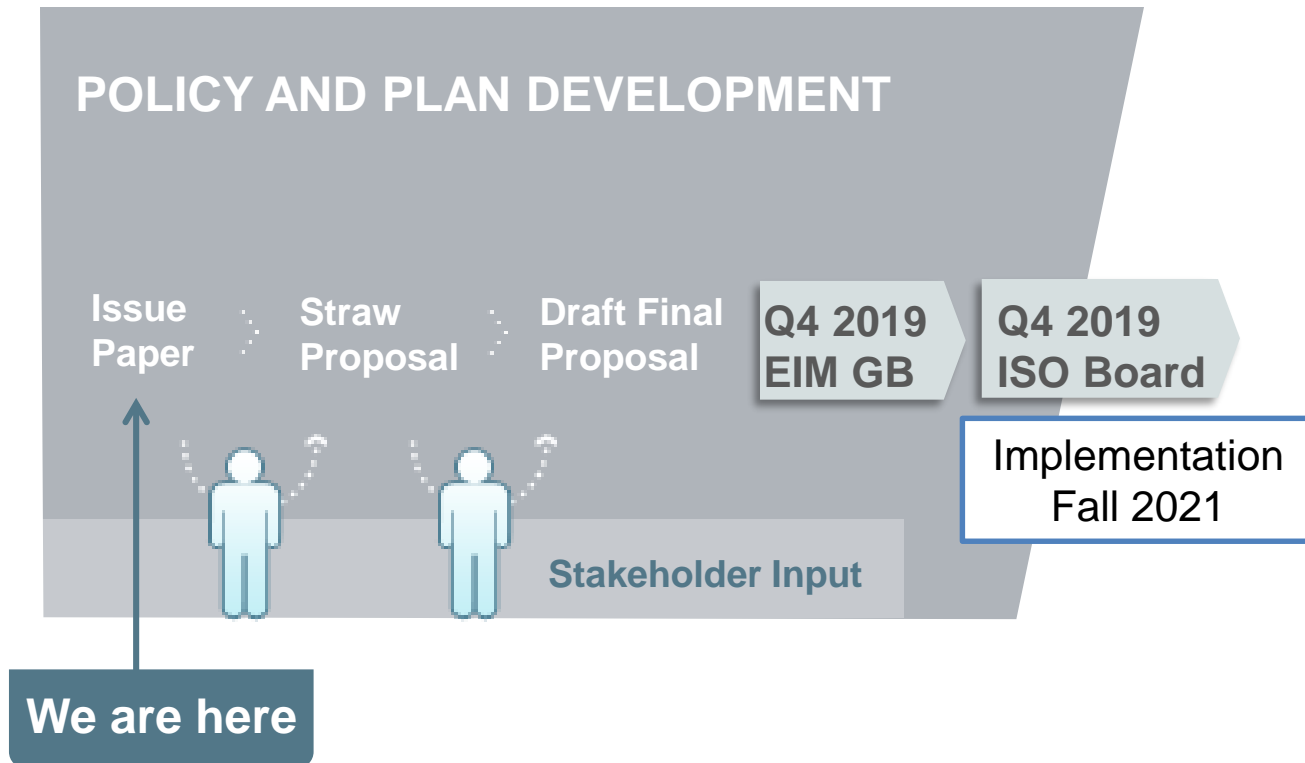 POLICY AND PLAN DEVELOPMENT
Issue
Paper
Straw
Proposal
Draft Final
Proposal
Q4 2019
EIM GB
Q4 2019
ISO Board
Implementation
Fall 2021
Stakeholder Input
We are here